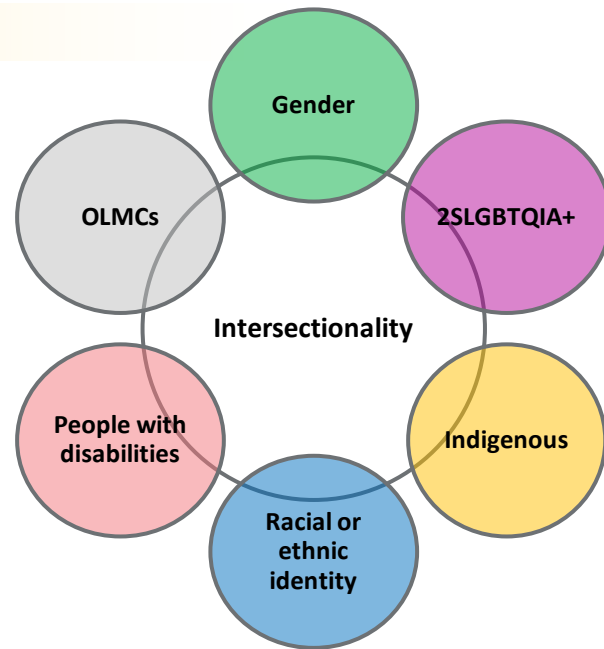 Gender
OLMCs
2SLGBTQIA+
Intersectionality
People with
disabilities
Indigenous
Racial or
ethnic
identity